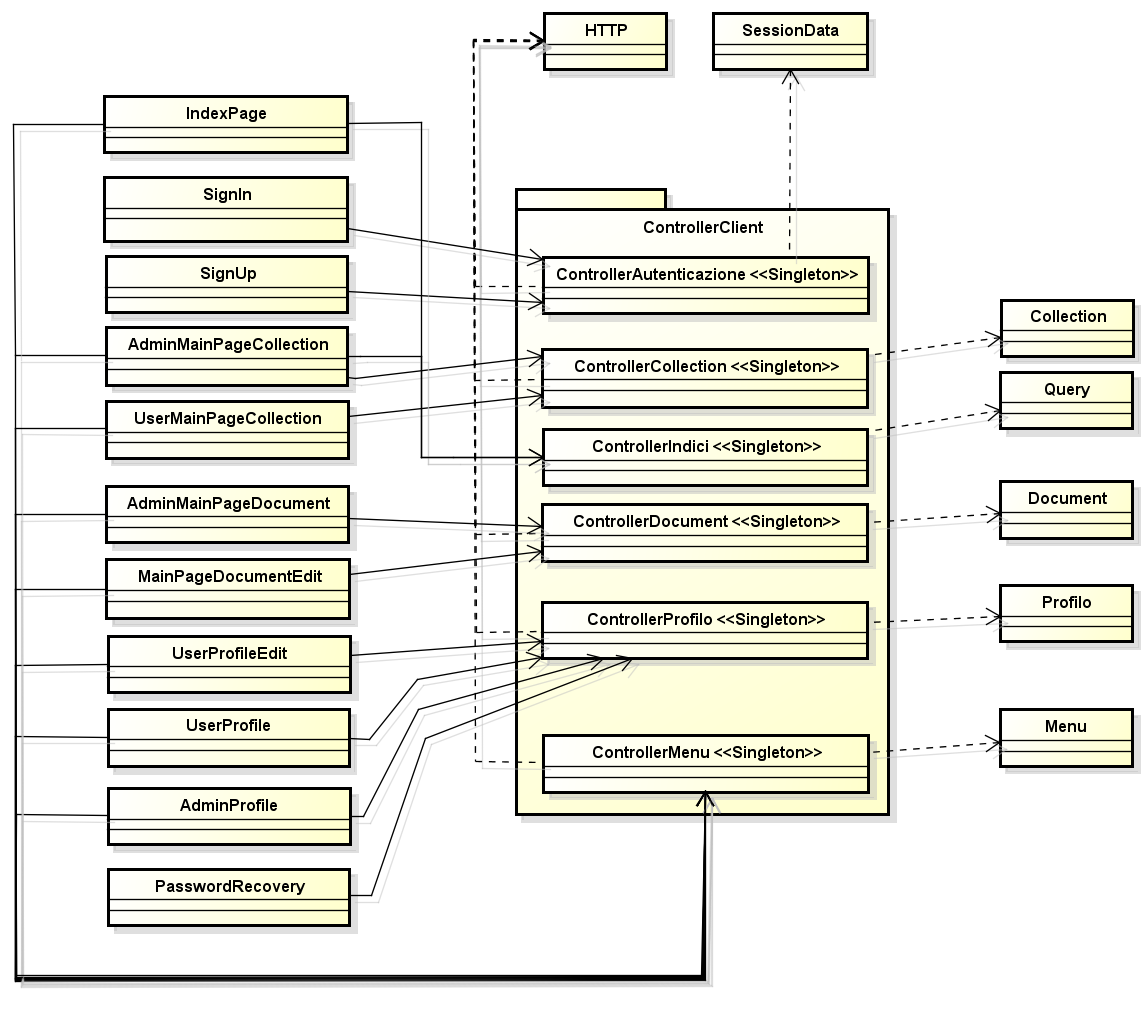 HTTP
SessionData
IndexPage
SignIn
SignUp
AdminMainPageCollection
UserMainPageCollection
AdminMainPageDocument
MainPageDocumentEdit
UserProfileEdit
UserProfile
AdminProfile
PasswordRecovery
ControllerClient
ControllerAutenticazione <<Singleton>>
ControllerCollection <<Singleton>>
ControllerIndici <<Singleton>>
ControllerDocument <<Singleton>>
ControllerProfilo <<Singleton>>
ControllerMenu <<Singleton>>
Collection
Query
Document
Profilo
Menu